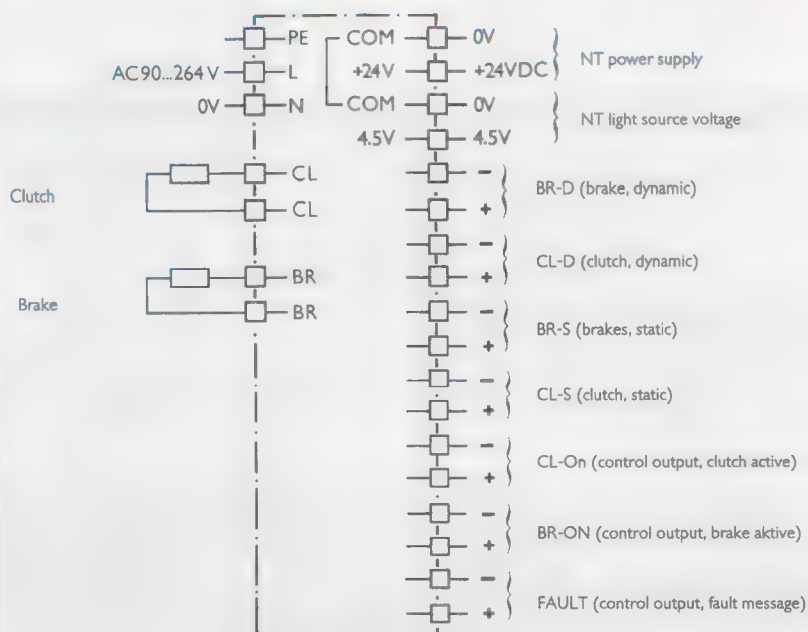 PE COM 0V
AC90...264 V L +24V +24VDC NT power supply
0V N COM 0V
4.5V 4.5V NT light source voltage
CL - BR-D (brake, dynamic)
Clutch
CL +
- CL-D (clutch, dynamic)
BR +
Brake
BR - BR-S (brakes, static)
+
- CL-S (clutch, static)
+
- CL-On (control output, clutch active)
+
- BR-ON (control output, brake aktive)
+
- FAULT (control output, fault message)
+